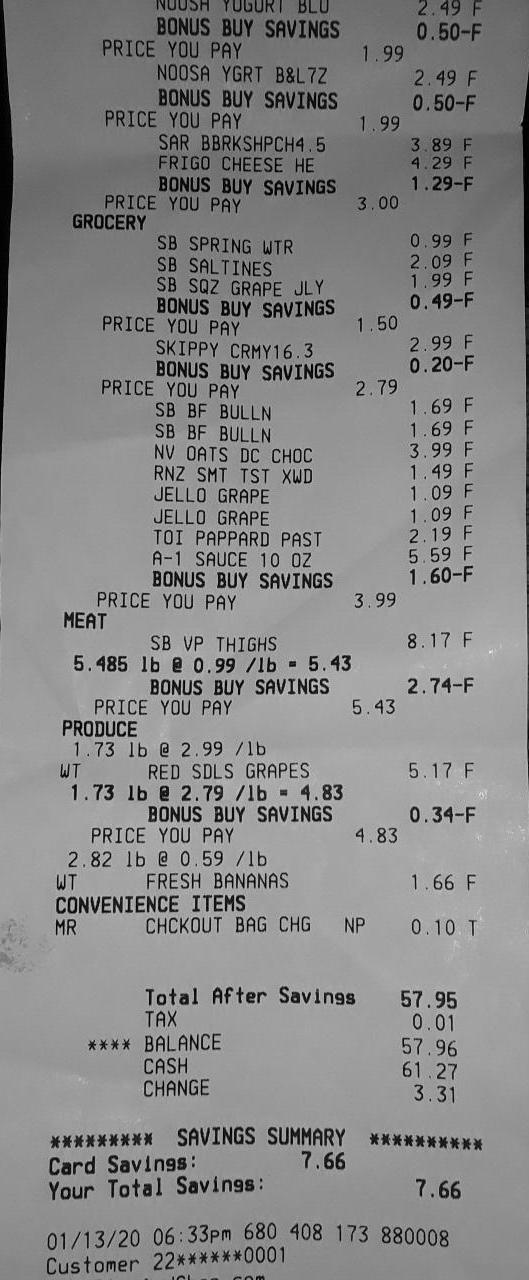 NOOSA YOGURT BLU 2.49 F
BONUS BUY SAVINGS 0.50-F
PRICE YOU PAY 1.99
NOOSA YGRT B&L7Z 2.49 F
BONUS BUY SAVINGS 0.50-F
PRICE YOU PAY 1.99
SAR BBRKSHPCH4.5 3.89 F
FRIGO CHEESE HE 4.29 F
BONUS BUY SAVINGS 1.29-F
PRICE YOU PAY 3.00
GROCERY
SB SPRING WTR 0.99 F
SB SALTINES 2.09 F
SB SQZ GRAPE JLY 1.99 F
BONUS BUY SAVINGS 0.49-F
PRICE YOU PAY 1.50
SKIPPY CRMY16.3 2.99 F
BONUS BUY SAVINGS 0.20-F
PRICE YOU PAY 2.79
SB BF BULLN 1.69 F
SB BF BULLN 1.69 F
NV OATS DC CHOC 3.99 F
RNZ SMT TST XWD 1.49 F
JELLO GRAPE 1.09 F
JELLO GRAPE 1.09 F
TOI PAPPARD PAST 2.19 F
A-1 SAUCE 10 OZ 5.59 F
BONUS BUY SAVINGS 1.60-F
PRICE YOU PAY 3.99
MEAT
SB VP THIGHS 8.17 F
5.485 lb @ 0.99 /lb = 5.43
BONUS BUY SAVINGS 2.74-F
PRICE YOU PAY 5.43
PRODUCE
1.73 lb @ 2.99 /lb
WT RED SDLS GRAPES 5.17 F
1.73 lb @ 2.79 /lb = 4.83
BONUS BUY SAVINGS 0.34-F
PRICE YOU PAY 4.83
2.82 lb @ 0.59 /lb
WT FRESH BANANAS 1.66 F
CONVENIENCE ITEMS
MR CHCKOUT BAG CHG NP 0.10 T
Total After Savings 57.95
TAX 0.01
**** BALANCE 57.96
CASH 61.27
CHANGE 3.31
********* SAVINGS SUMMARY **********
Card Savings: 7.66
Your Total Savings: 7.66
01/13/20 06:33pm 680 408 173 880008
Customer 22******0001